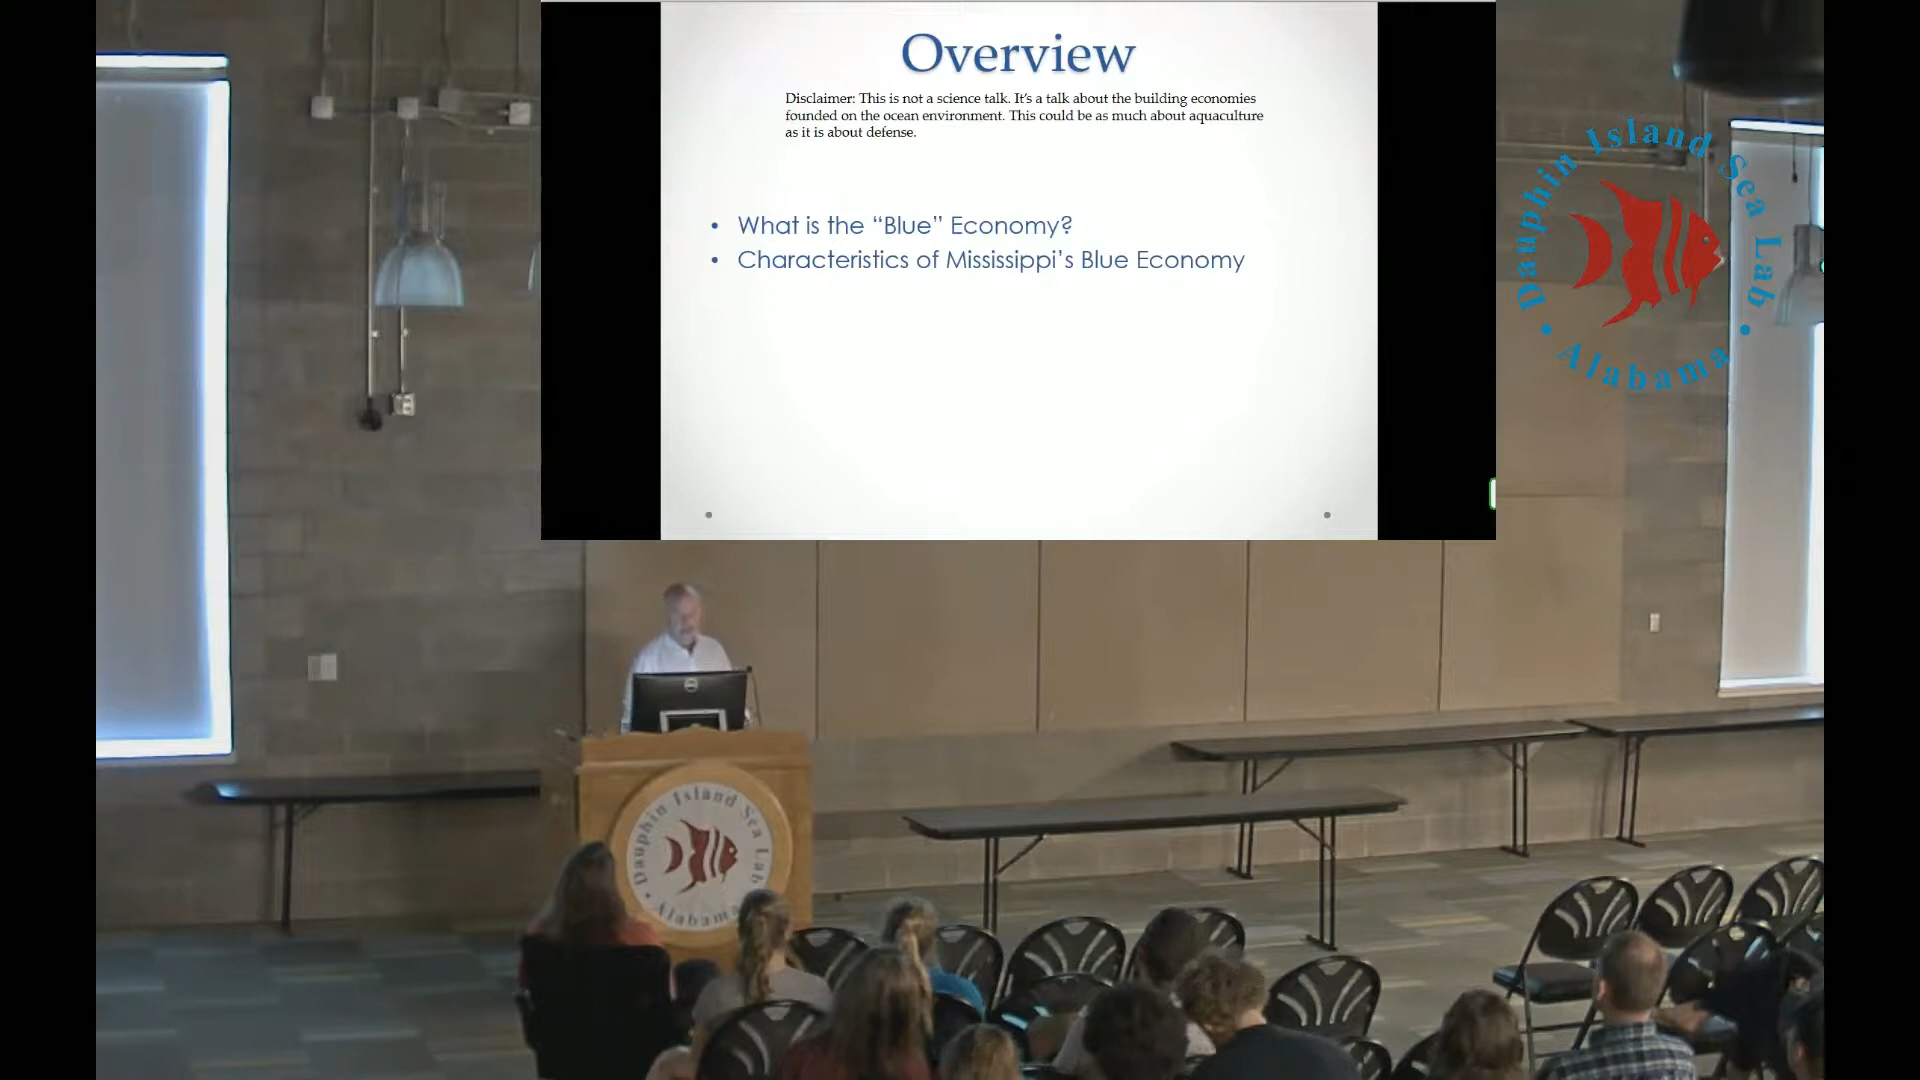 Overview
Disclaimer: This is not a science talk. It's a talk about the building economies
founded on the ocean environment. This could be as much about aquaculture
as it is about defense.
• What is the “Blue” Economy?
• Characteristics of Mississippi’s Blue Economy
Dauphin Island Sea Lab
• Alabama •
DELL
Dauphin Island Sea Lab
• Alabama •